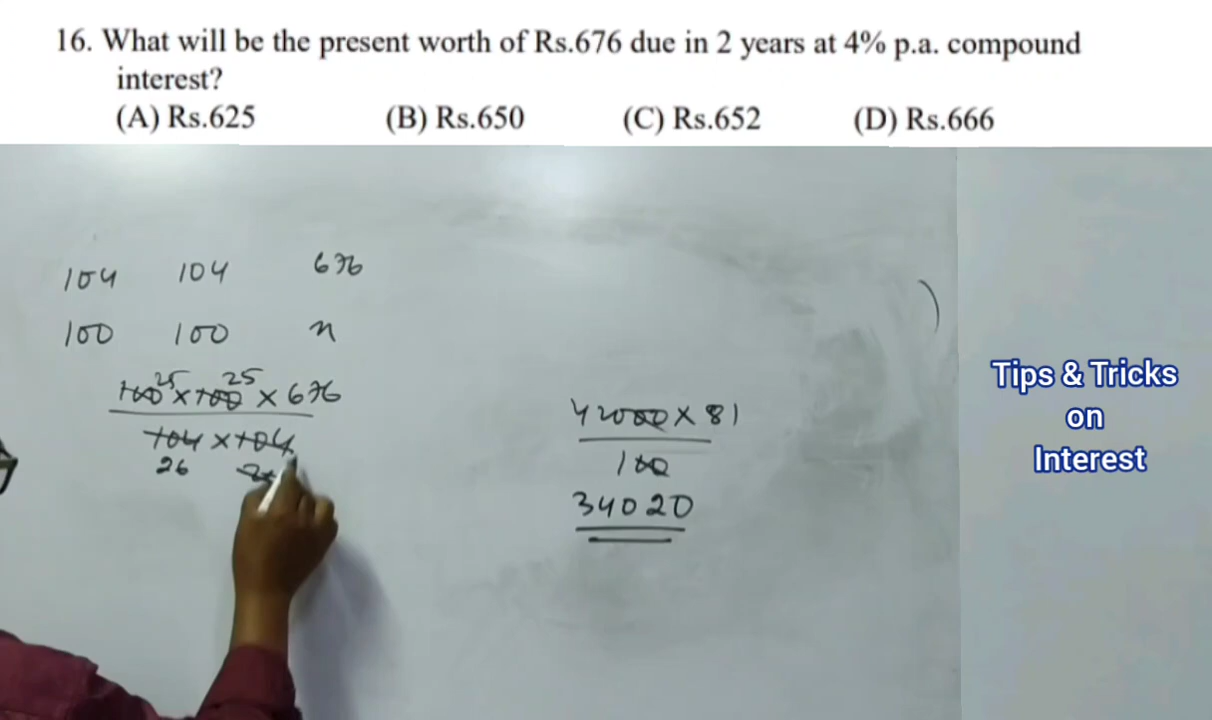 16. What will be the present worth of Rs.676 due in 2 years at 4% p.a. compound
interest?
(A) Rs.625 (B) Rs.650 (C) Rs.652 (D) Rs.666
104 104 676
100 100 n
25 25
100 × 100 × 676
104 × 104
26
42000 × 81
100
34020
Tips & Tricks
on
Interest